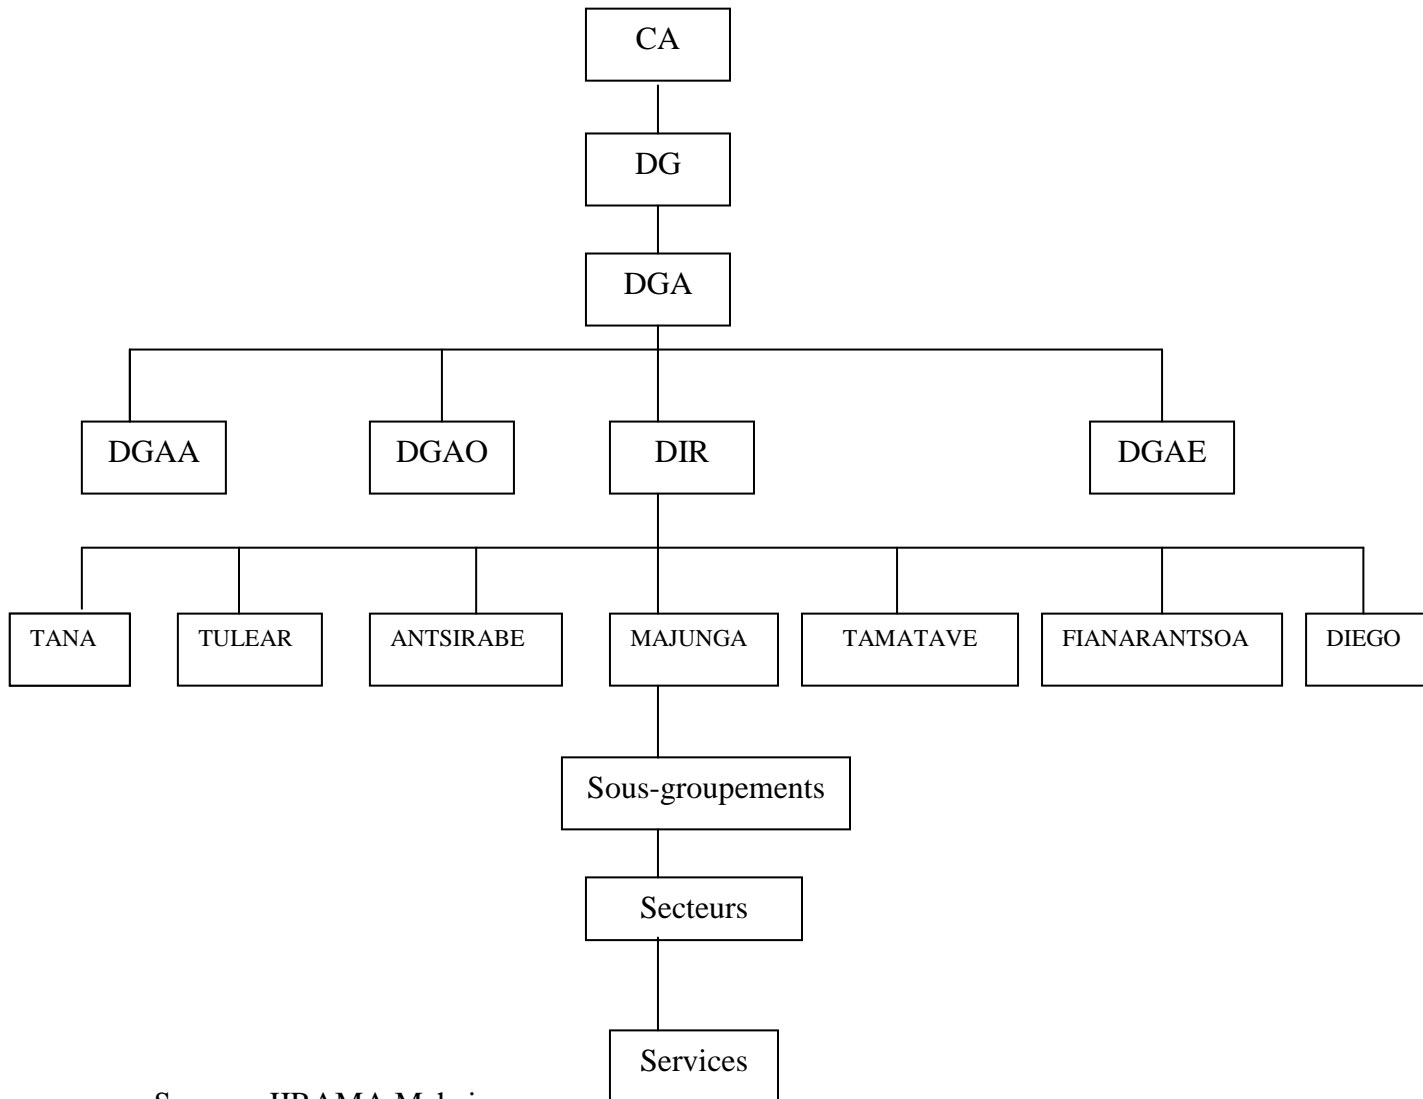 CA
DG
DGA
DGAA DGAO DIR DGAE
TANA TULEAR ANTSIRABE MAJUNGA TAMATAVE FIANARANTSOA DIEGO
Sous-groupements
Secteurs
Services